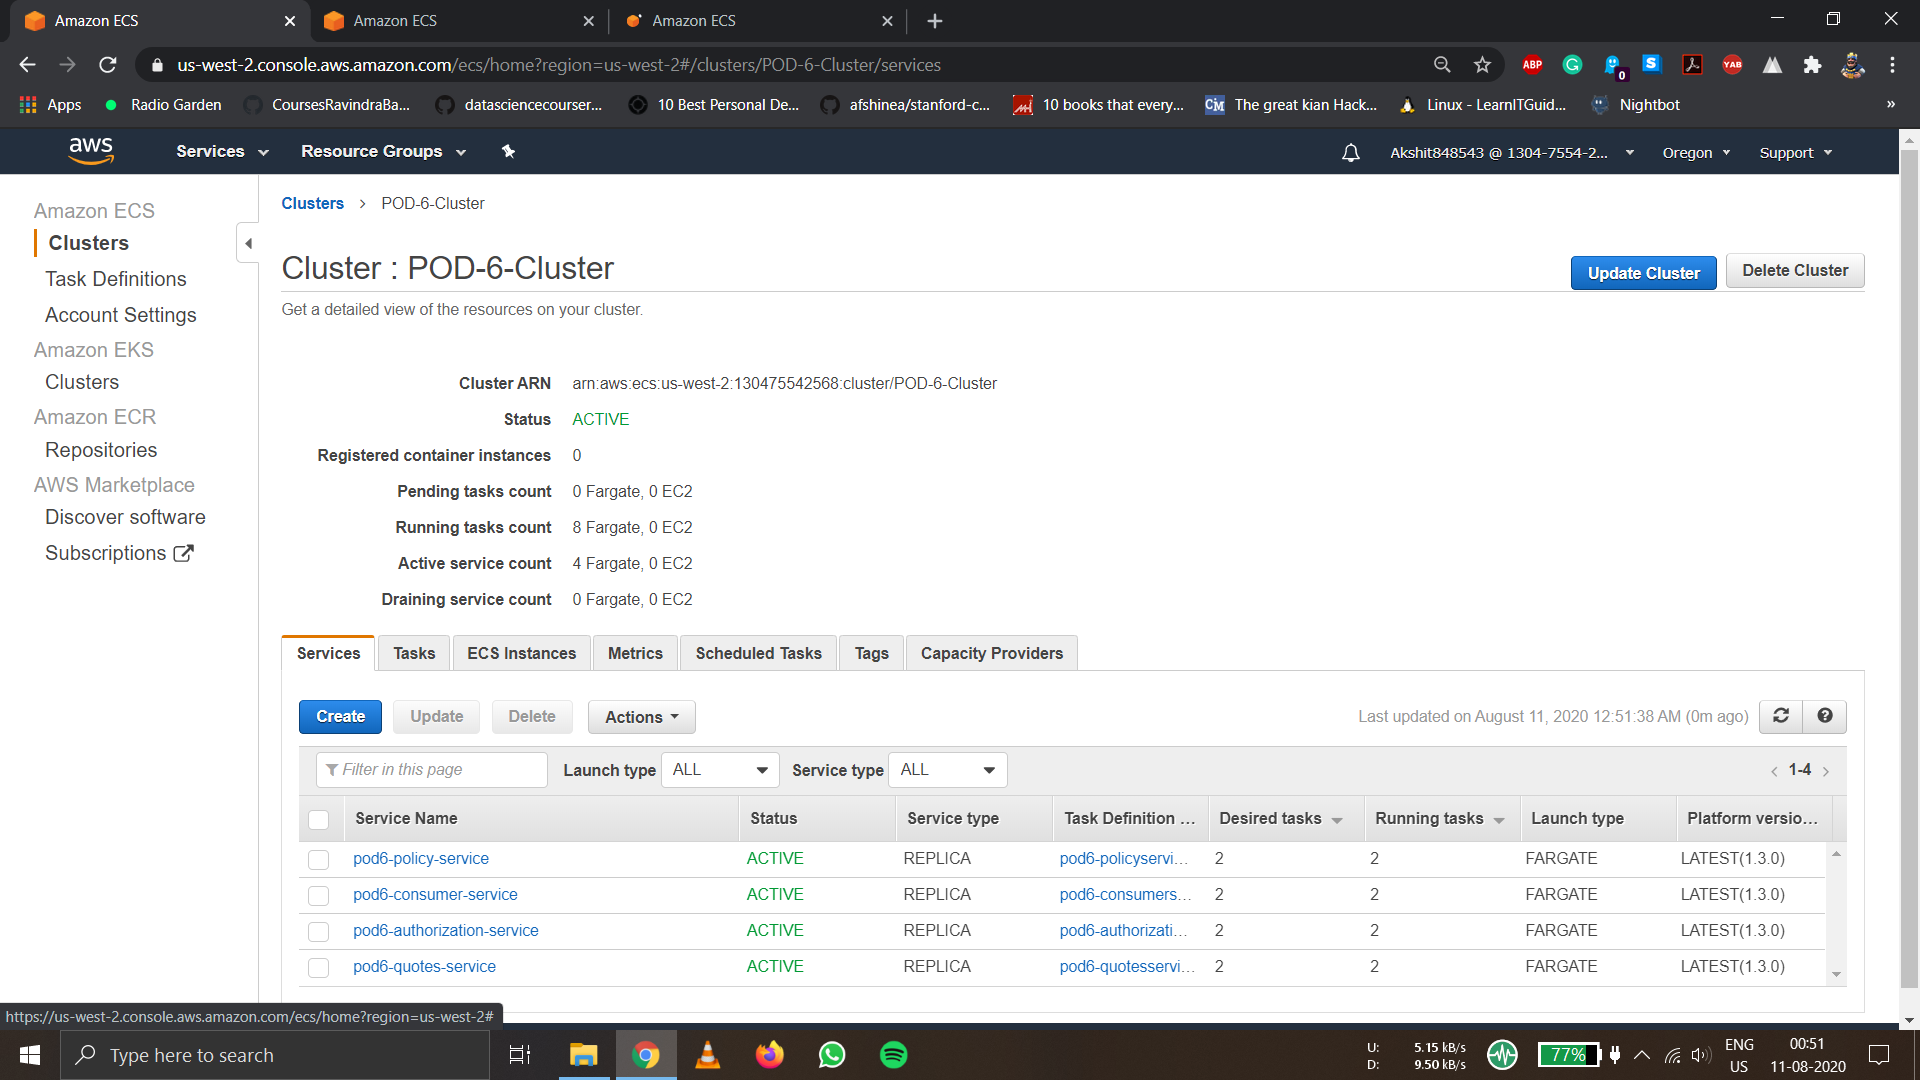 Amazon ECS
Amazon ECS
Amazon ECS
us-west-2.console.aws.amazon.com/ecs/home?region=us-west-2#/clusters/POD-6-Cluster/services
ABP
0
S
YAB
Apps
Radio Garden
CoursesRavindraBa...
datasciencecourser...
10 Best Personal De...
afshinea/stanford-c...
10 books that every...
CM
The great kian Hack...
Linux - LearnITGuid...
Nightbot
»
aws
Services
Resource Groups
Akshit848543 @ 1304-7554-2...
Oregon
Support
Amazon ECS
Clusters
Task Definitions
Account Settings
Amazon EKS
Clusters
Amazon ECR
Repositories
AWS Marketplace
Discover software
Subscriptions
Clusters > POD-6-Cluster
Cluster : POD-6-Cluster
Update Cluster
Delete Cluster
Get a detailed view of the resources on your cluster.
Cluster ARN arn:aws:ecs:us-west-2:130475542568:cluster/POD-6-Cluster
Status ACTIVE
Registered container instances 0
Pending tasks count 0 Fargate, 0 EC2
Running tasks count 8 Fargate, 0 EC2
Active service count 4 Fargate, 0 EC2
Draining service count 0 Fargate, 0 EC2
Services Tasks ECS Instances Metrics Scheduled Tasks Tags Capacity Providers
Create Update Delete Actions
Last updated on August 11, 2020 12:51:38 AM (0m ago)
Filter in this page Launch type ALL Service type ALL
< 1-4 >
Service Name Status Service type Task Definition ... Desired tasks Running tasks Launch type Platform versio...
pod6-policy-service ACTIVE REPLICA pod6-policyservi... 2 2 FARGATE LATEST(1.3.0)
pod6-consumer-service ACTIVE REPLICA pod6-consumers... 2 2 FARGATE LATEST(1.3.0)
pod6-authorization-service ACTIVE REPLICA pod6-authorizati... 2 2 FARGATE LATEST(1.3.0)
pod6-quotes-service ACTIVE REPLICA pod6-quotesservi... 2 2 FARGATE LATEST(1.3.0)
https://us-west-2.console.aws.amazon.com/ecs/home?region=us-west-2#
Type here to search
U: 5.15 kB/s
D: 9.50 kB/s
77%
ENG
US
00:51
11-08-2020